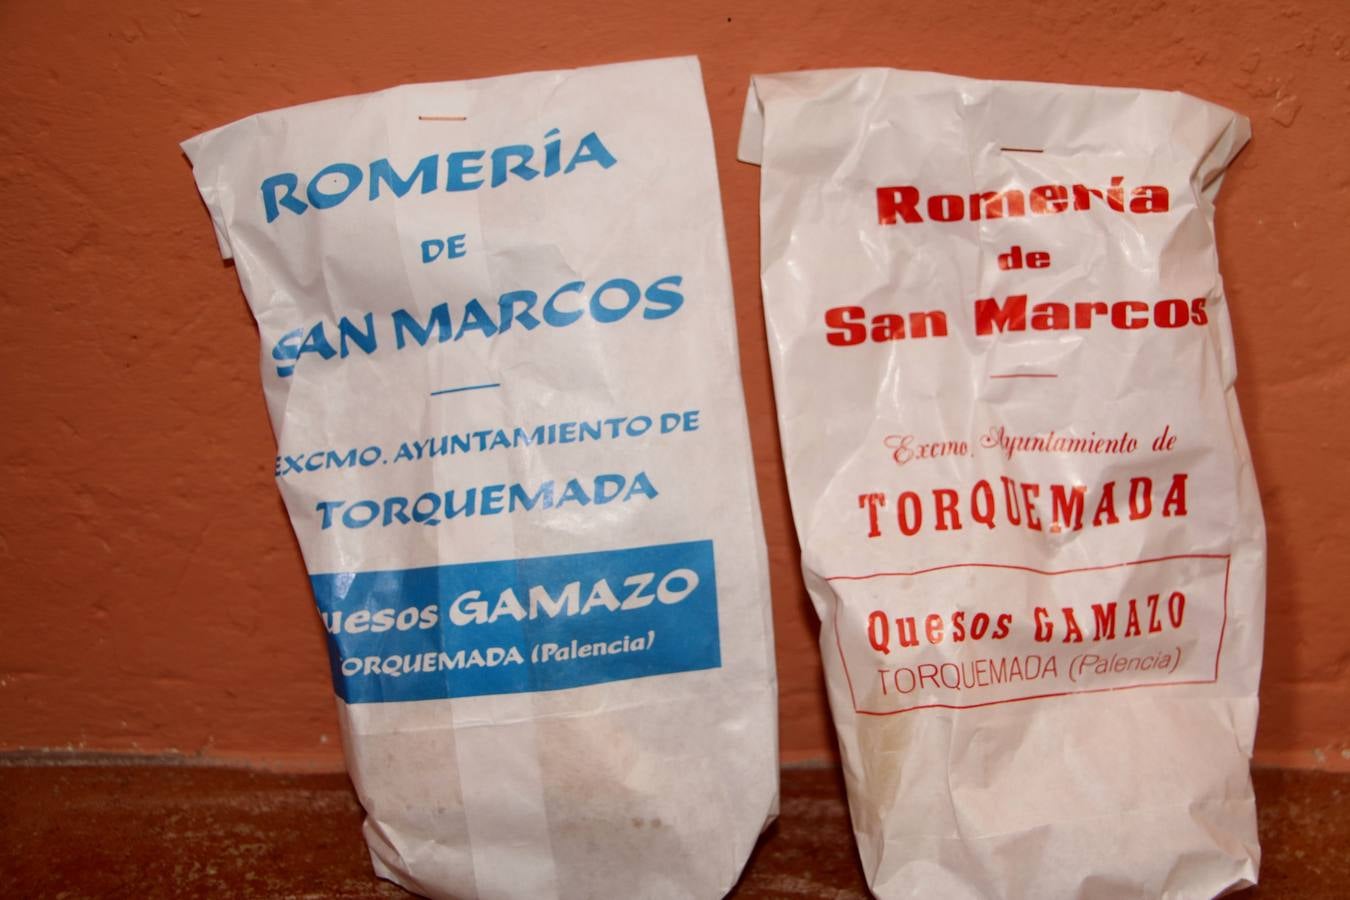 ROMERÍA
DE
SAN MARCOS
EXCMO. AYUNTAMIENTO DE
TORQUEMADA
uesos GAMAZO
TORQUEMADA (Palencia)
Romería
de
San Marcos
Excmo. Ayuntamiento de
TORQUEMADA
Quesos GAMAZO
TORQUEMADA (Palencia)